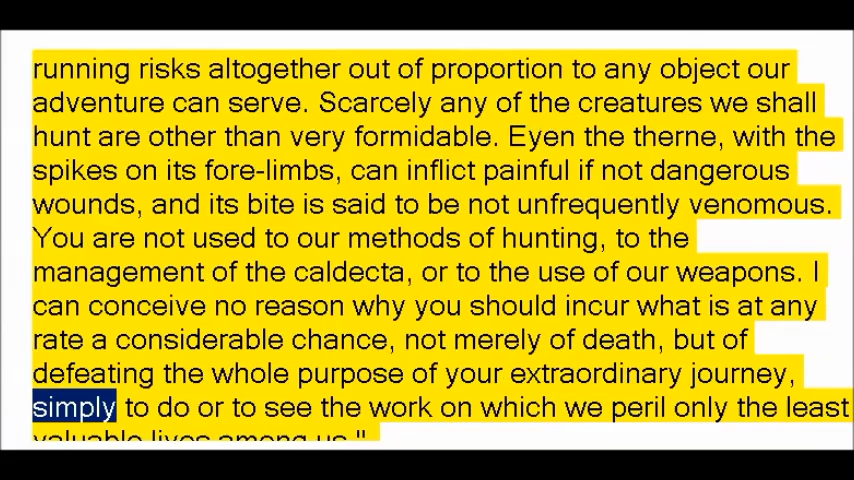 running risks altogether out of proportion to any object our
adventure can serve. Scarcely any of the creatures we shall
hunt are other than very formidable. Eyen the therne, with the
spikes on its fore-limbs, can inflict painful if not dangerous
wounds, and its bite is said to be not unfrequently venomous.
You are not used to our methods of hunting, to the
management of the caldecta, or to the use of our weapons. I
can conceive no reason why you should incur what is at any
rate a considerable chance, not merely of death, but of
defeating the whole purpose of your extraordinary journey,
simply to do or to see the work on which we peril only the least
valuable lives among us."